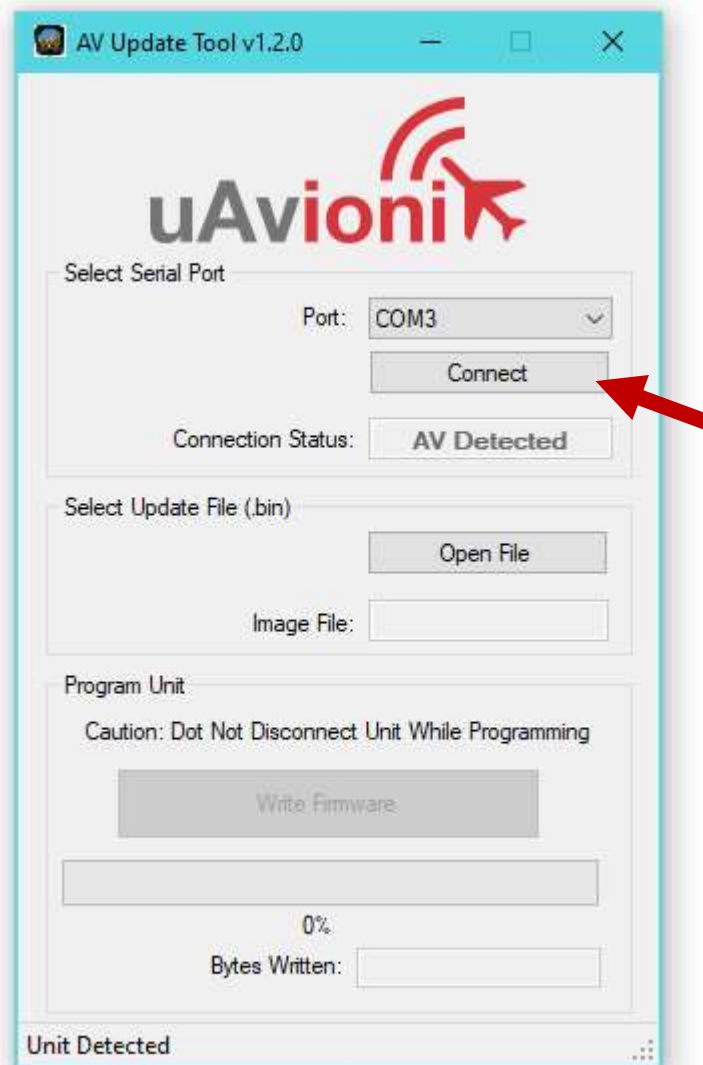 AV Update Tool v1.2.0
uAvionix
Select Serial Port
Port: COM3
Connect
Connection Status: AV Detected
Select Update File (.bin)
Open File
Image File:
Program Unit
Caution: Dot Not Disconnect Unit While Programming
Write Firmware
0%
Bytes Written:
Unit Detected